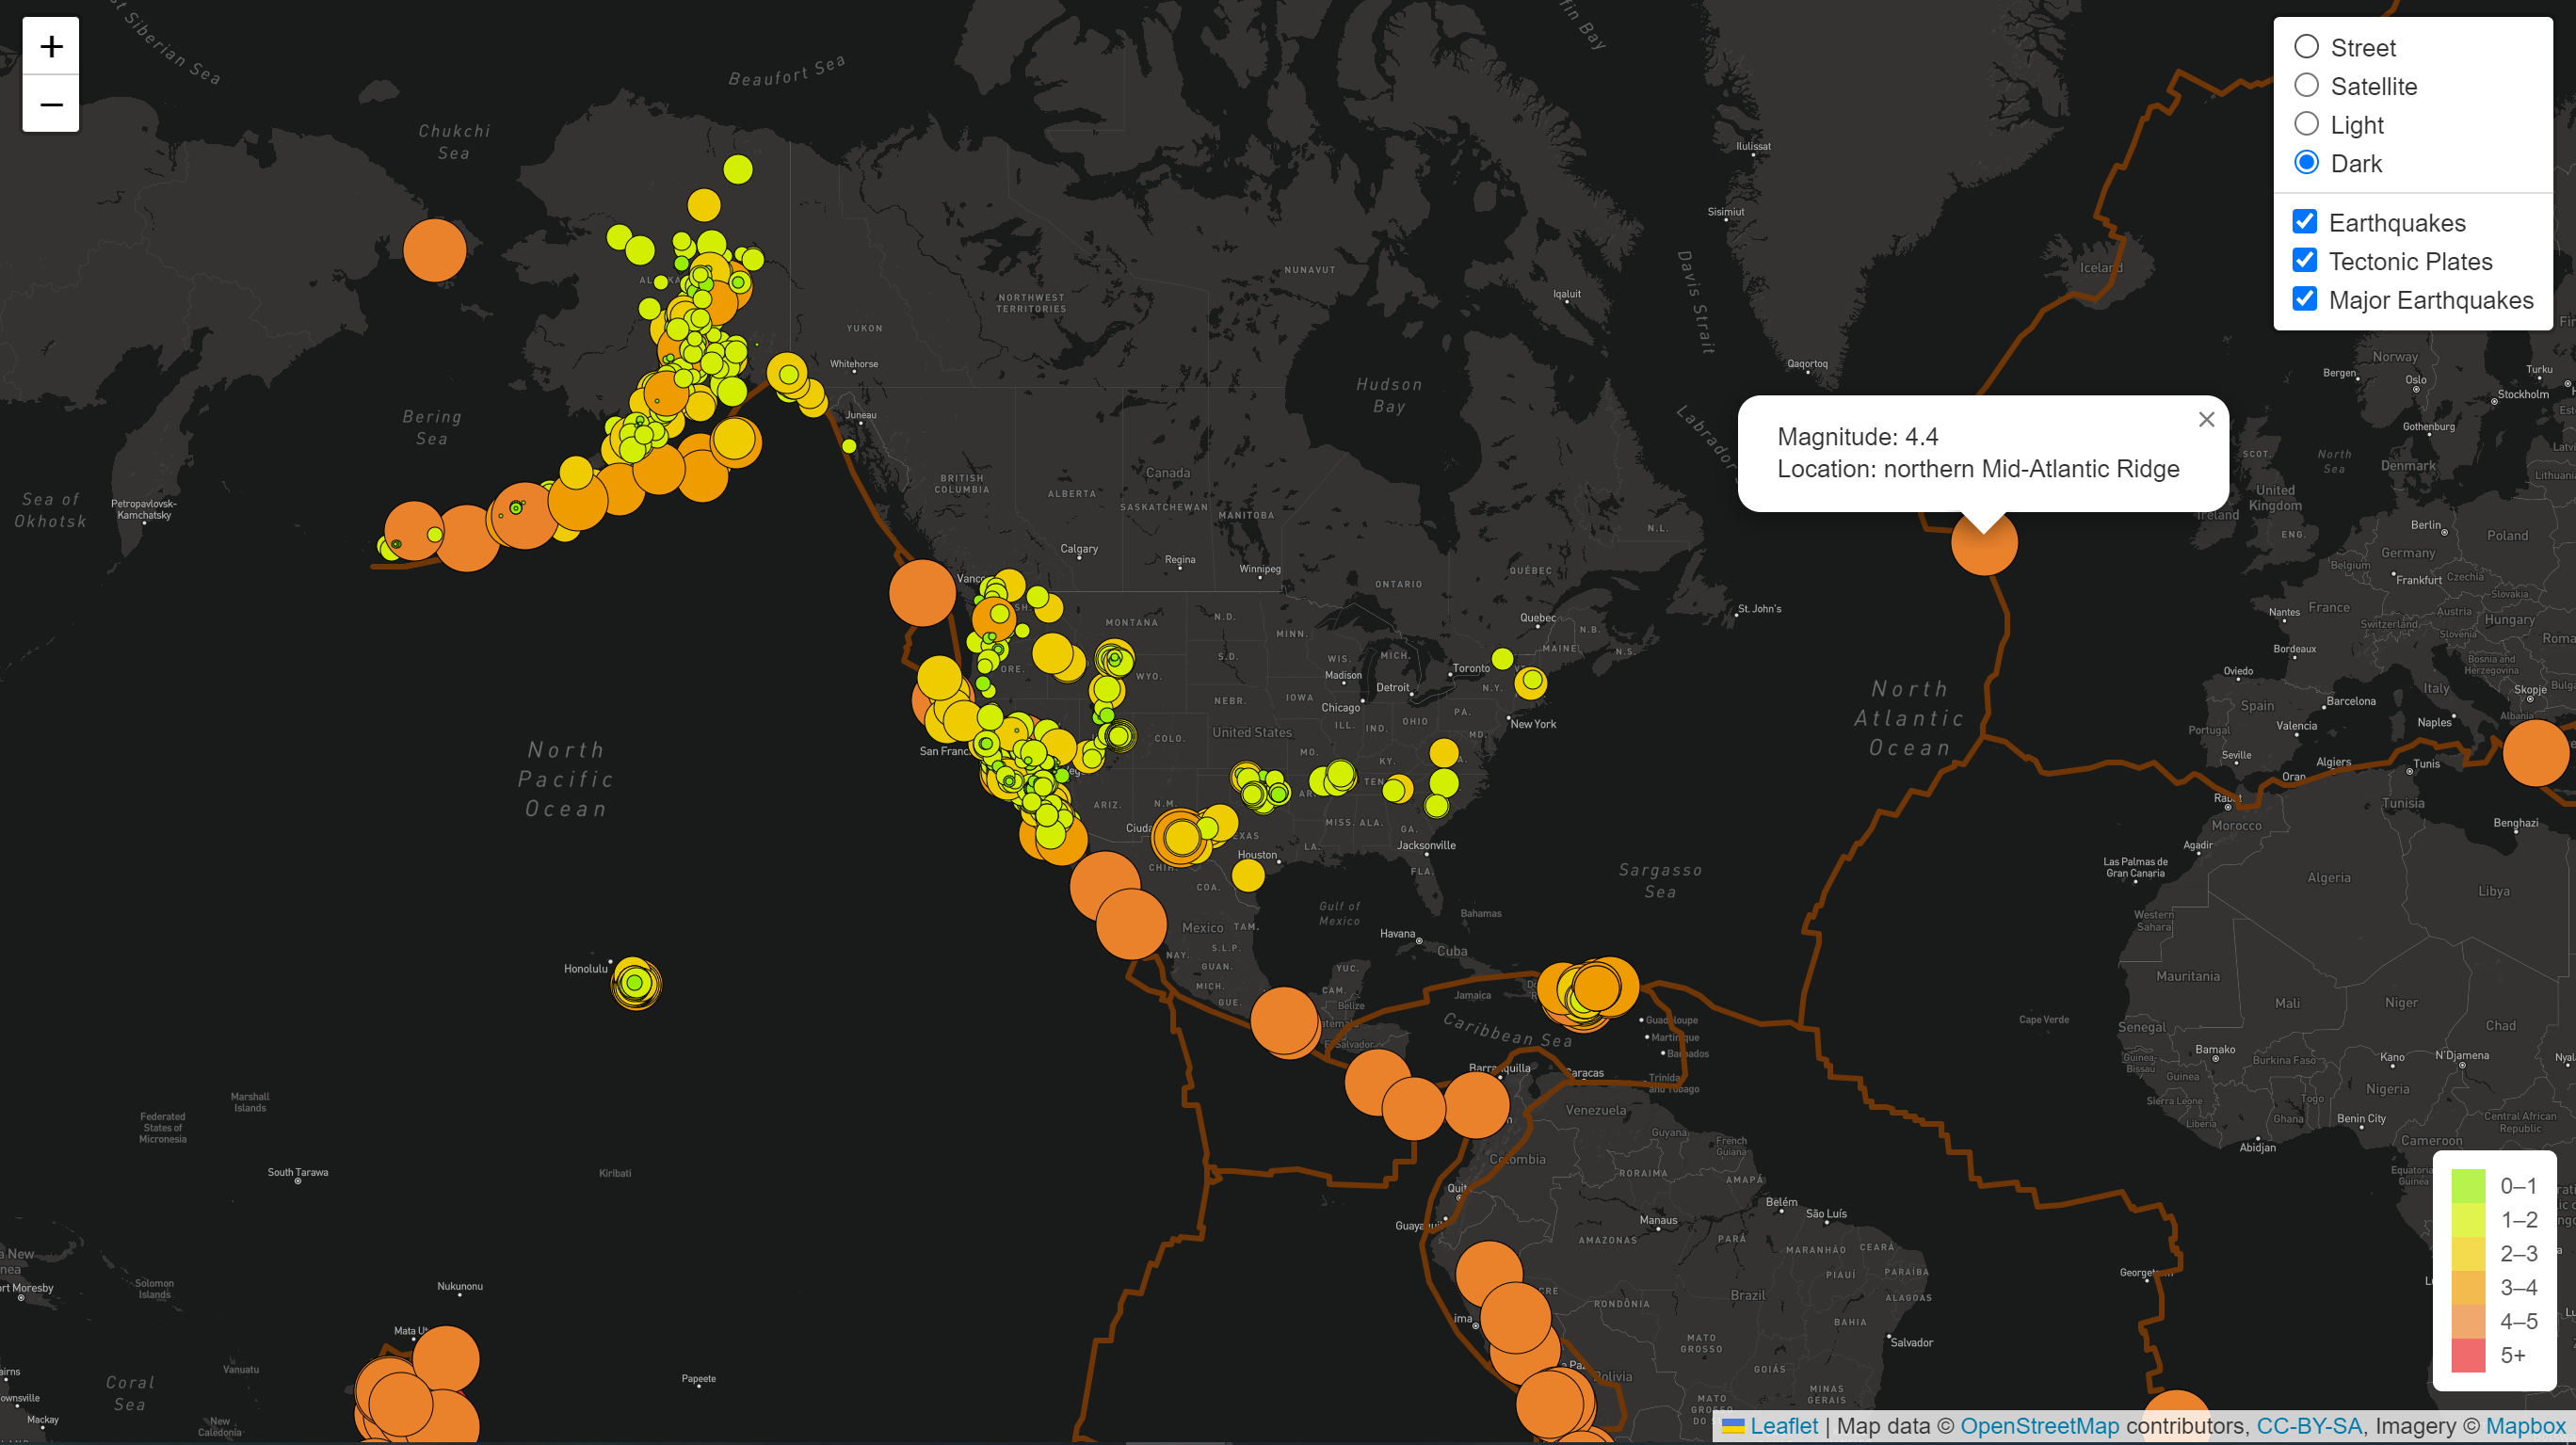 +
−
Street
Satellite
Light
Dark
Earthquakes
Tectonic Plates
Major Earthquakes
Siberian Sea
Beaufort Sea
Chukchi
Sea
Ilulissat
Sisimiut
Davis Strait
Iceland
NUNAVUT
Iqaluit
NORTHWEST
TERRITORIES
YUKON
Whitehorse
Qaqortoq
Norway
Bergen
Oslo
Turku
Stockholm
Hudson
Bay
Juneau
Bering
Sea
Labrador
Magnitude: 4.4
Location: northern Mid-Atlantic Ridge
×
Gothenburg
SCOT.
North
Sea
Denmark
Lithuani
Canada
BRITISH
COLUMBIA
ALBERTA
SASKATCHEWAN
MANITOBA
Sea of
Okhotsk
Petropavlovsk-
Kamchatsky
United
Kingdom
Ireland
ENG.
Berlin
Poland
N.L.
Calgary
Regina
Winnipeg
Germany
Belgium
Frankfurt
Czechia
QUÉBEC
ONTARIO
Slovakia
Nantes
France
Austria
Hungary
Switzerland
Slovenia
St. John's
Quebec
N.B.
MAINE
N.S.
MONTANA
N.D.
MINN.
ORE.
S.D.
WIS.
Madison
MICH.
Toronto
Detroit
WYO.
NEBR.
IOWA
Chicago
N.Y.
PA.
New York
Bordeaux
Bosnia and
Herzegovina
Oviedo
Italy
Skopje
Albania
Barcelona
Spain
Portugal
Valencia
Naples
Seville
Algiers
Tunis
Oran
North
Atlantic
Ocean
North
Pacific
Ocean
San Franc
COLO.
United States
ILL.
IND.
OHIO
MD.
MO.
KY.
TEN
ARIZ.
N.M.
MISS.
ALA.
GA.
LA.
Jacksonville
Houston
FLA.
CHIH.
COA.
Tunisia
Morocco
Benghazi
Agadir
Las Palmas de
Gran Canaria
Algeria
Libya
Western
Sahara
Sargasso
Sea
Gulf of
Mexico
Bahamas
Havana
Cuba
Mexico
TAM.
S.L.P.
NAY.
GUAN.
MICH.
GUE.
YUC.
CAM.
Belize
Jamaica
El Salvador
Honolulu
Caribbean Sea
Guadeloupe
Martinique
Barbados
Mauritania
Mali
Niger
Chad
Cape Verde
Senegal
Guinea-
Bissau
Bamako
Burkina Faso
Kano
N'Djamena
Guinea
Nigeria
Togo
Sierra Leone
Ghana
Liberia
Benin City
Central African
Republic
Cameroon
Abidjan
Barranquilla
Caracas
Trinidad
and Tobago
Venezuela
Guyana
French
Guiana
Colombia
RORAIMA
AMAPÁ
Marshall
Islands
Federated
States of
Micronesia
South Tarawa
Kiribati
Belém
São Luís
Manaus
AMAZONAS
PARÁ
MARANHÃO
CEARÁ
PIAUÍ
PARAÍBA
ALAGOAS
Brazil
RONDÔNIA
BAHIA
MATO
GROSSO
Salvador
GOIÁS
MINAS
GERAIS
Bolivia
Solomon
Islands
Nukunonu
Vanuatu
Papeete
Coral
Sea
New
Caledonia
Mackay
0–1
1–2
2–3
3–4
4–5
5+
Leaflet | Map data © OpenStreetMap contributors, CC-BY-SA, Imagery © Mapbox